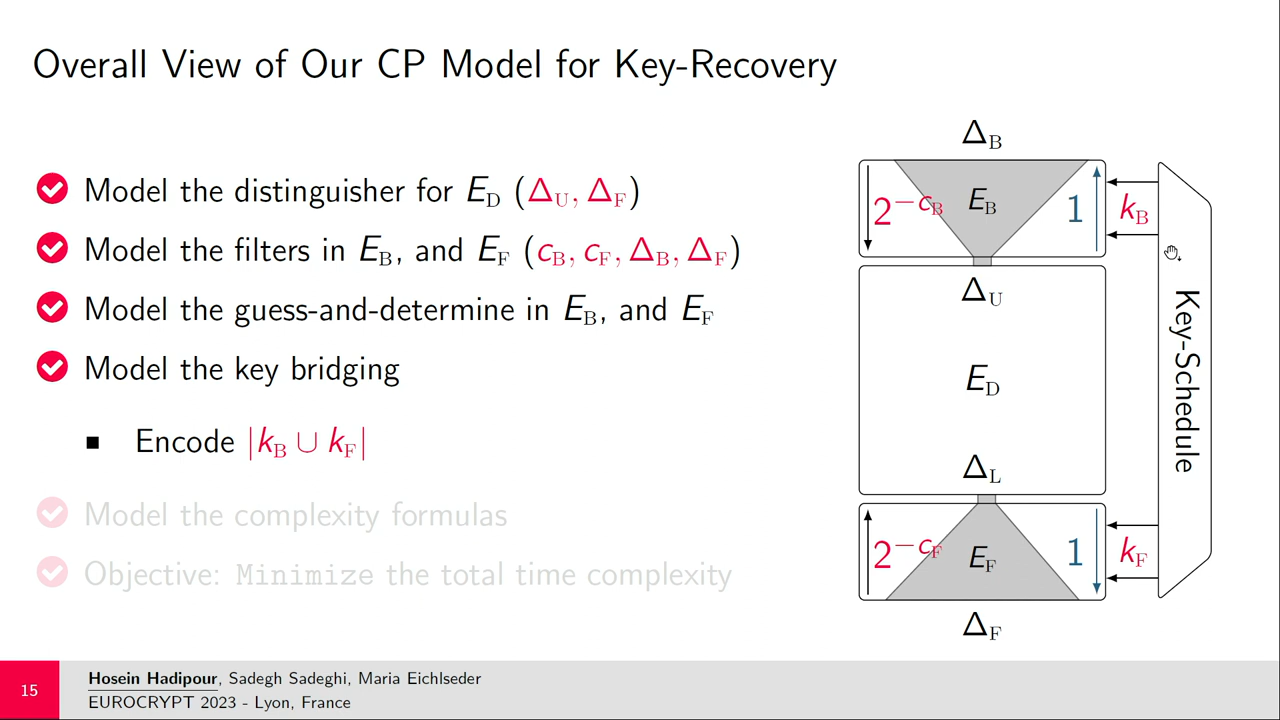 Overall View of Our CP Model for Key-Recovery
Model the distinguisher for E_D (Δ_U, Δ_F)
Model the filters in E_B, and E_F (c_B, c_F, Δ_B, Δ_F)
Model the guess-and-determine in E_B, and E_F
Model the key bridging
Encode |k_B ∪ k_F|
Model the complexity formulas
Objective: Minimize the total time complexity
Δ_B
2^{-c_B}
E_B
1
k_B
Δ_U
E_D
Key-Schedule
Δ_L
2^{-c_F}
E_F
1
k_F
Δ_F
15
Hosein Hadipour, Sadegh Sadeghi, Maria Eichlseder
EUROCRYPT 2023 - Lyon, France